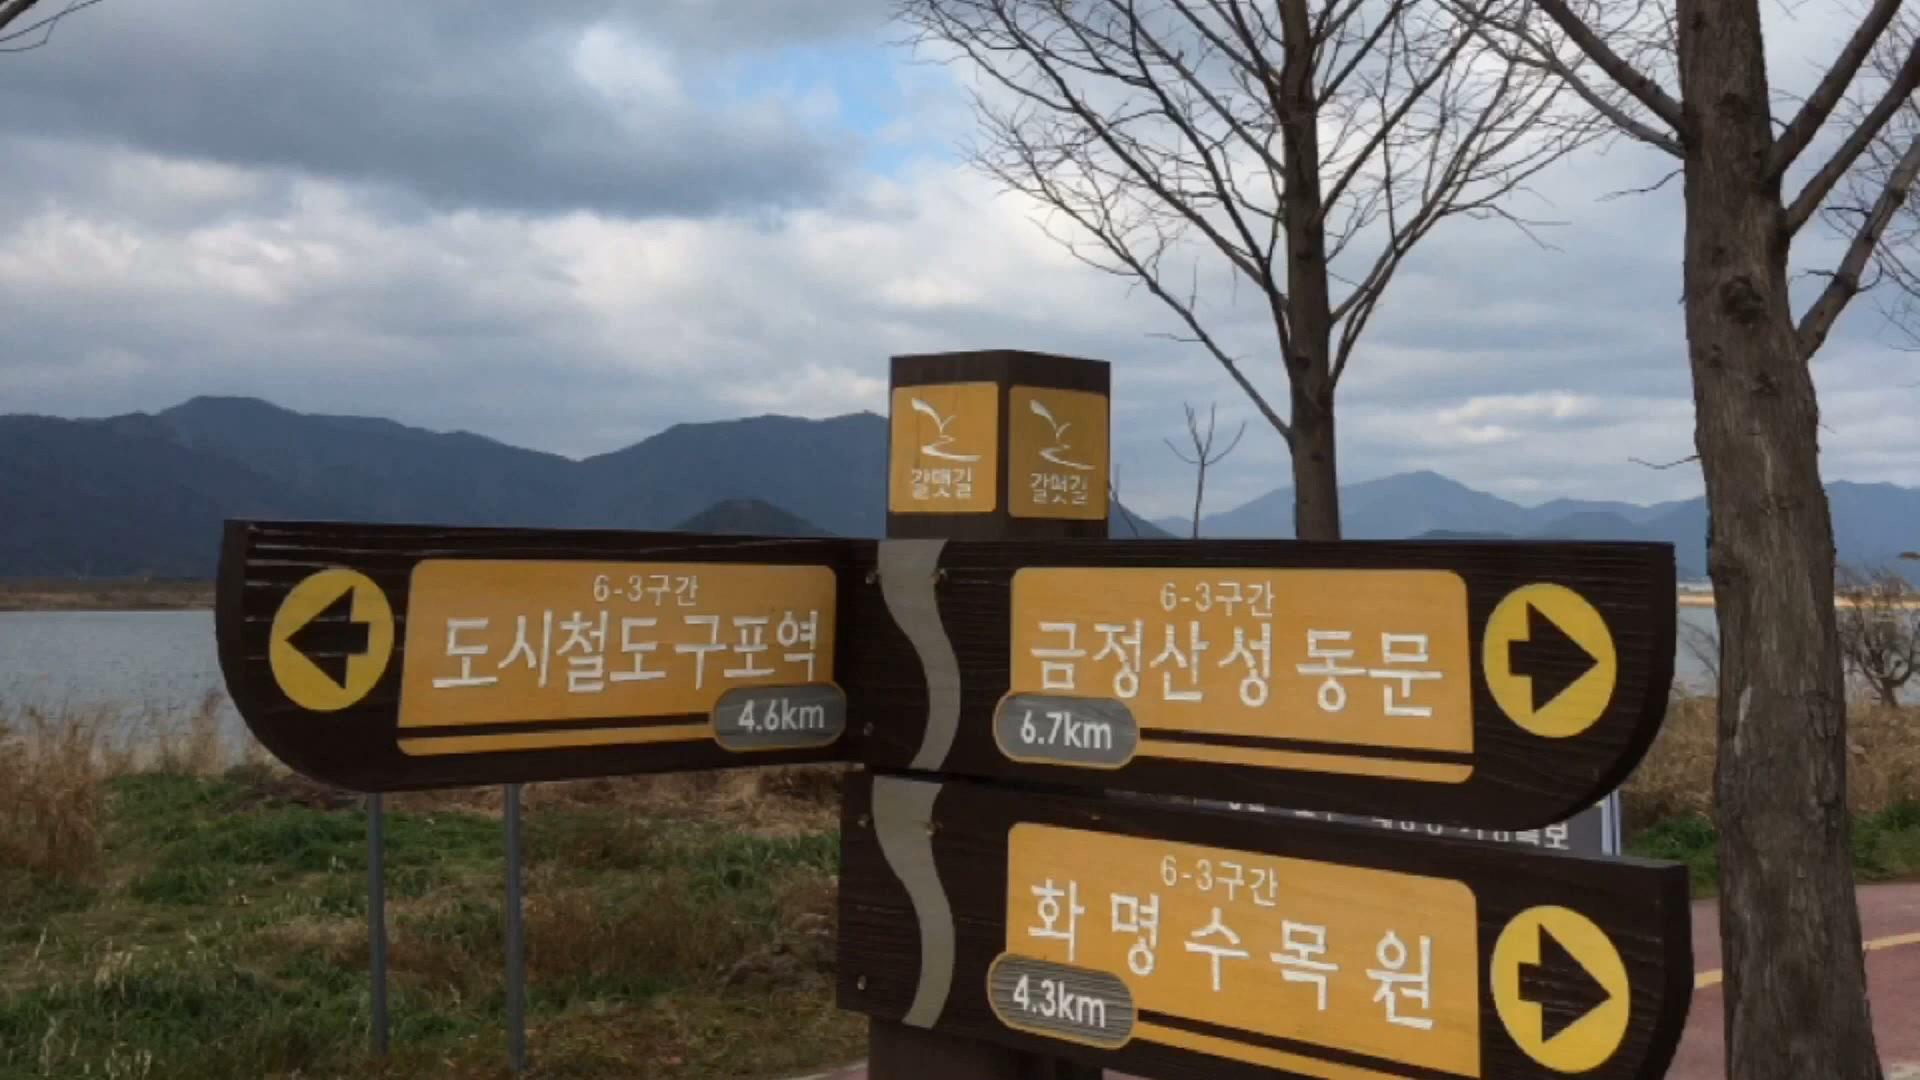 갈맷길
갈멋길
6-3구간
도시철도구포역
4.6km
6-3구간
금정산성 동문
6.7km
6-3구간
화명수목원
4.3km